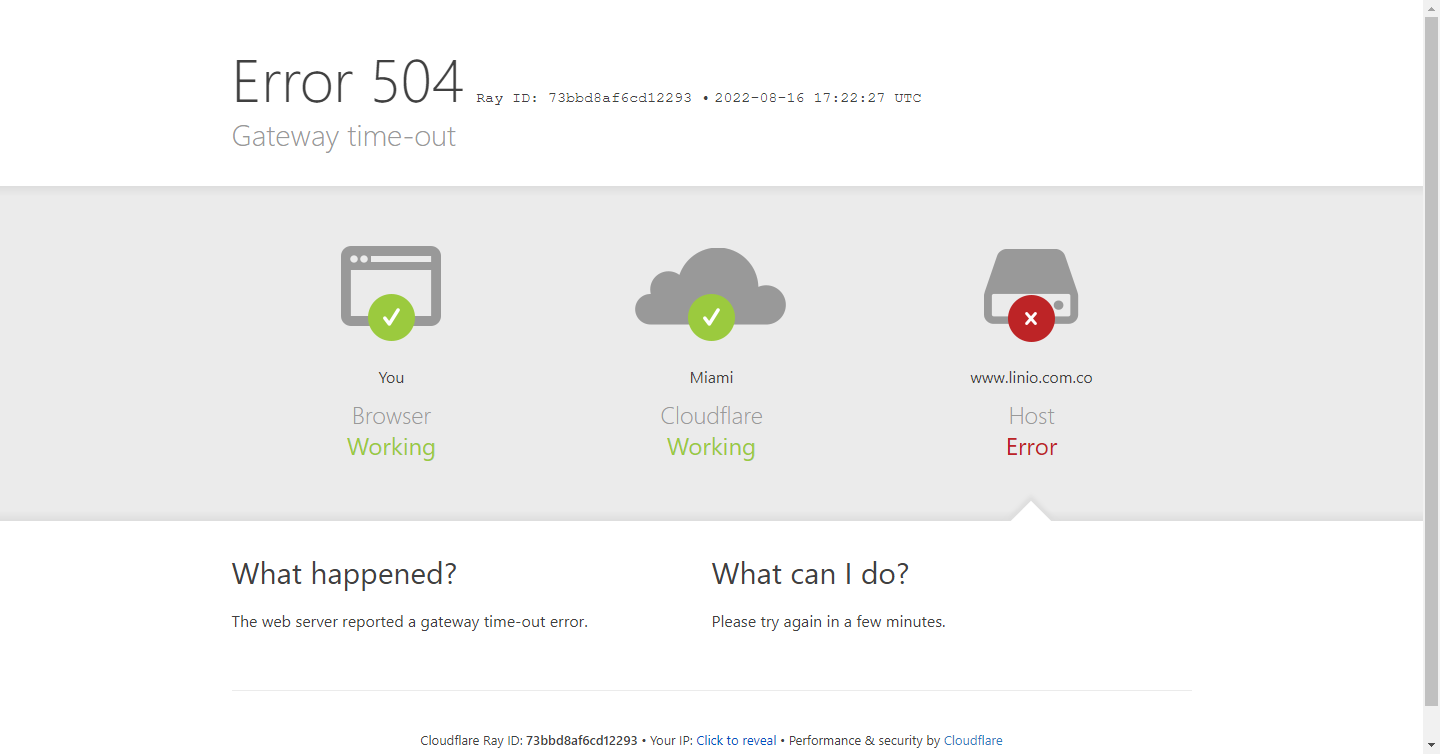 Error 504 Ray ID: 73bbd8af6cd12293 • 2022-08-16 17:22:27 UTC
Gateway time-out
You
Browser
Working
Miami
Cloudflare
Working
www.linio.com.co
Host
Error
What happened?
The web server reported a gateway time-out error.
What can I do?
Please try again in a few minutes.
Cloudflare Ray ID: 73bbd8af6cd12293 • Your IP: Click to reveal • Performance & security by Cloudflare